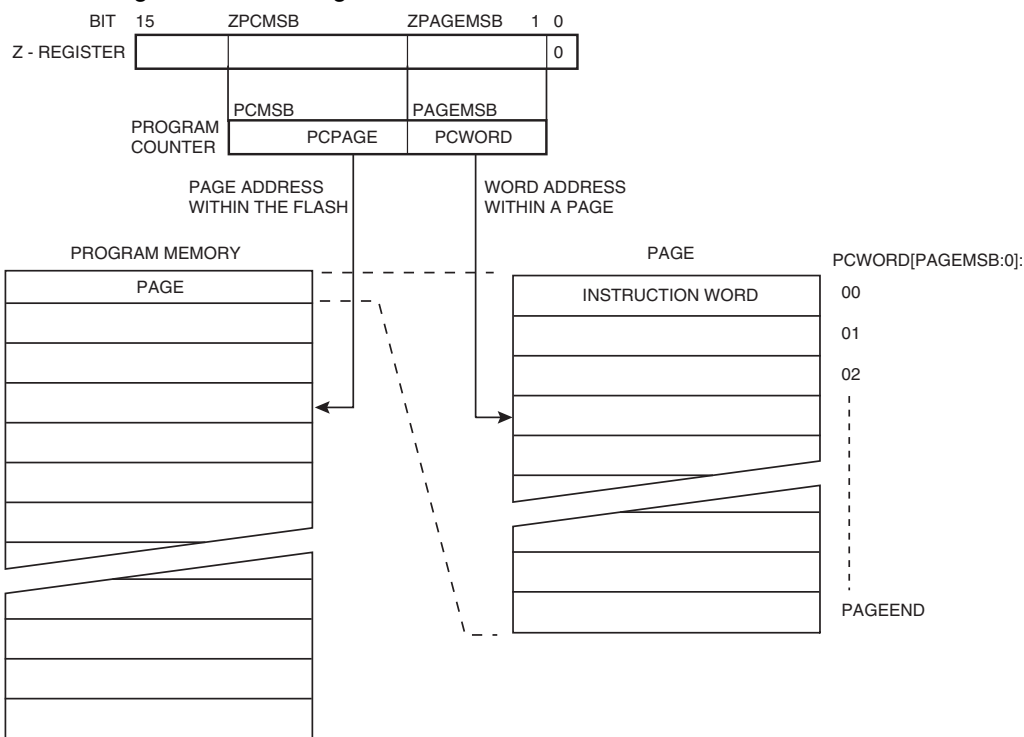 BIT 15 ZPCMSB ZPAGEMSB 1 0
Z - REGISTER 0
PCMSB PAGEMSB
PROGRAM
COUNTER
PCPAGE PCWORD
PAGE ADDRESS
WITHIN THE FLASH
WORD ADDRESS
WITHIN A PAGE
PROGRAM MEMORY
PAGE
PAGE
INSTRUCTION WORD
PCWORD[PAGEMSB:0]:
00
01
02
PAGEEND